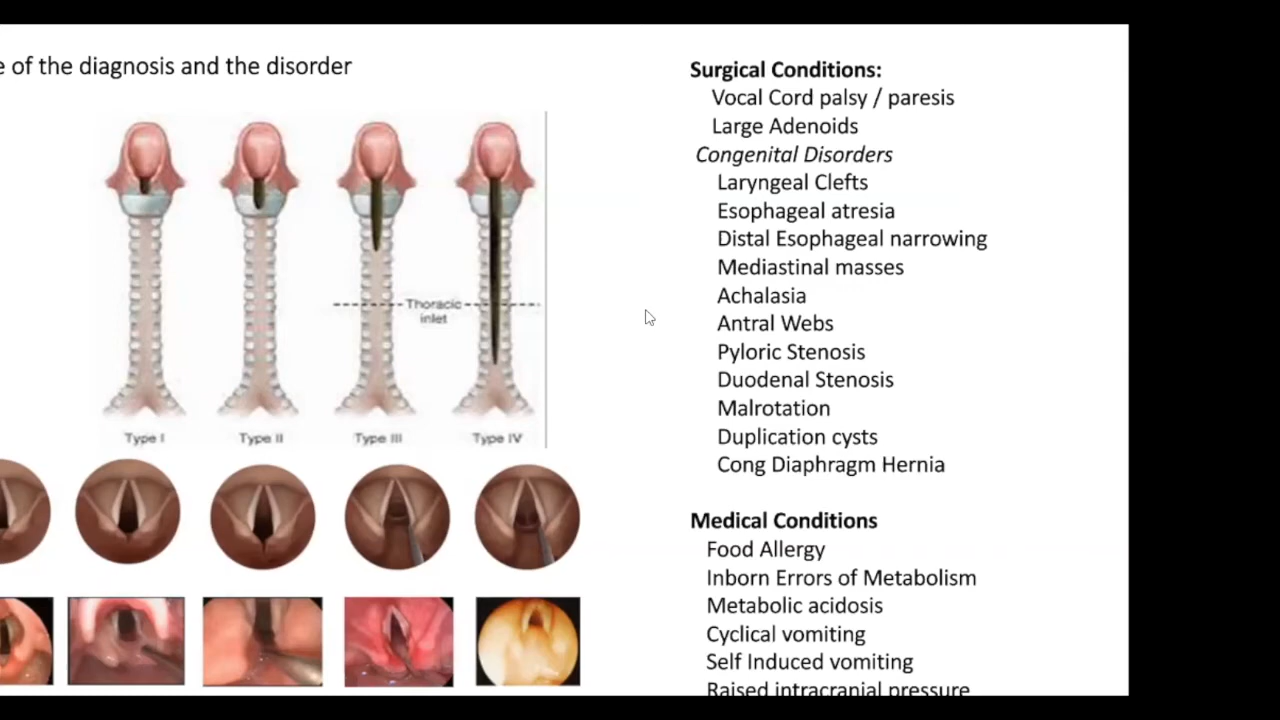 e of the diagnosis and the disorder
Thoracic
inlet
Type I
Type II
Type III
Type IV
Surgical Conditions:
Vocal Cord palsy / paresis
Large Adenoids
Congenital Disorders
Laryngeal Clefts
Esophageal atresia
Distal Esophageal narrowing
Mediastinal masses
Achalasia
Antral Webs
Pyloric Stenosis
Duodenal Stenosis
Malrotation
Duplication cysts
Cong Diaphragm Hernia
Medical Conditions
Food Allergy
Inborn Errors of Metabolism
Metabolic acidosis
Cyclical vomiting
Self Induced vomiting
Raised intracranial pressure